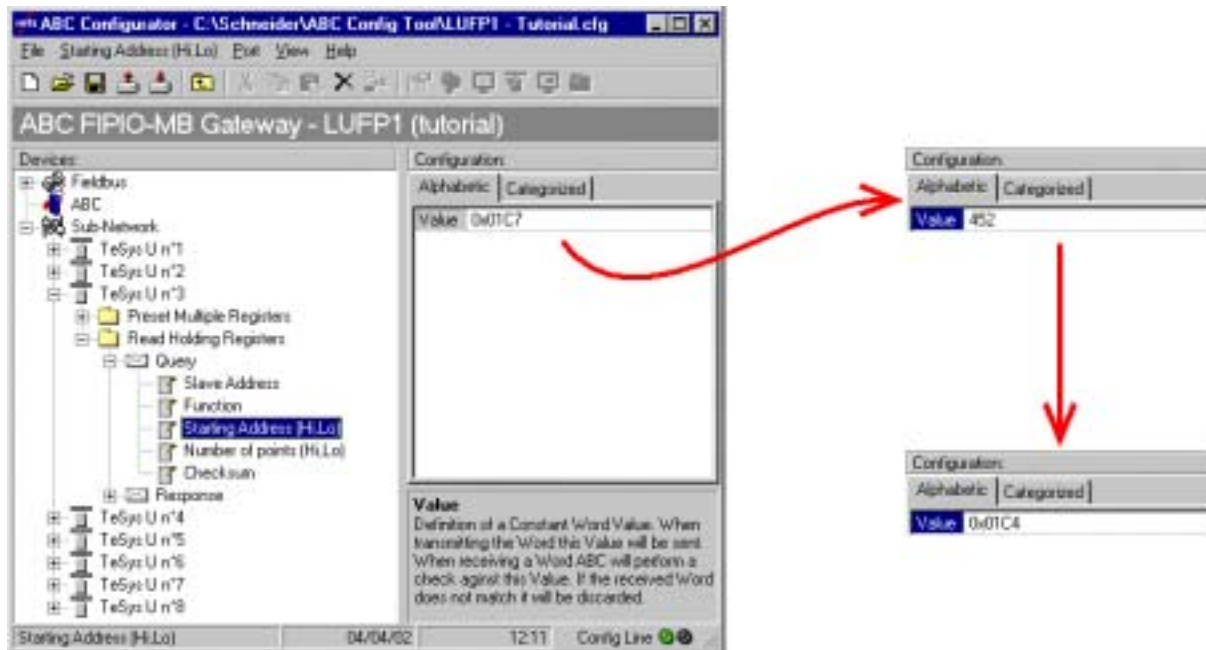 ABC Configurator - C:\Schneider\ABC Config Tool\LUFP1 - Tutorial.cfg
File Starting Address (Hi,Lo) Port View Help
ABC FIPIO-MB Gateway - LUFP1 (tutorial)
Devices:
Fieldbus
ABC
Sub-Network
TeSys U n°1
TeSys U n°2
TeSys U n°3
Preset Multiple Registers
Read Holding Registers
Query
Slave Address
Function
Starting Address (Hi,Lo)
Number of points (Hi,Lo)
Checksum
Response
TeSys U n°4
TeSys U n°5
TeSys U n°6
TeSys U n°7
TeSys U n°8
Configuration:
Alphabetic Categorized
Value 0x01C7
Value
Definition of a Constant Word Value. When
transmitting the Word this Value will be sent.
When receiving a Word ABC will perform a
check aginst this Value. If the received Word
does not match it will be discarded.
Starting Address (Hi,Lo) 04/04/02 12:11 Config Line
Configuration:
Alphabetic Categorized
Value 452
Configuration:
Alphabetic Categorized
Value 0x01C4